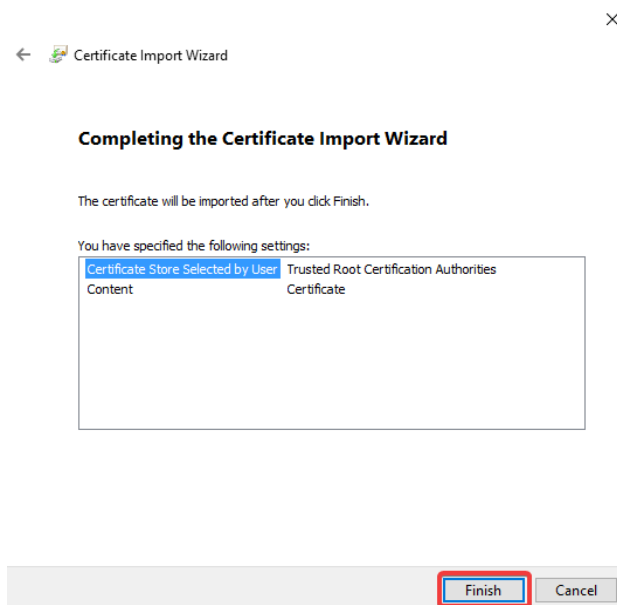 Certificate Import Wizard
Completing the Certificate Import Wizard
The certificate will be imported after you click Finish.
You have specified the following settings:
Certificate Store Selected by User Trusted Root Certification Authorities
Content Certificate
Finish Cancel